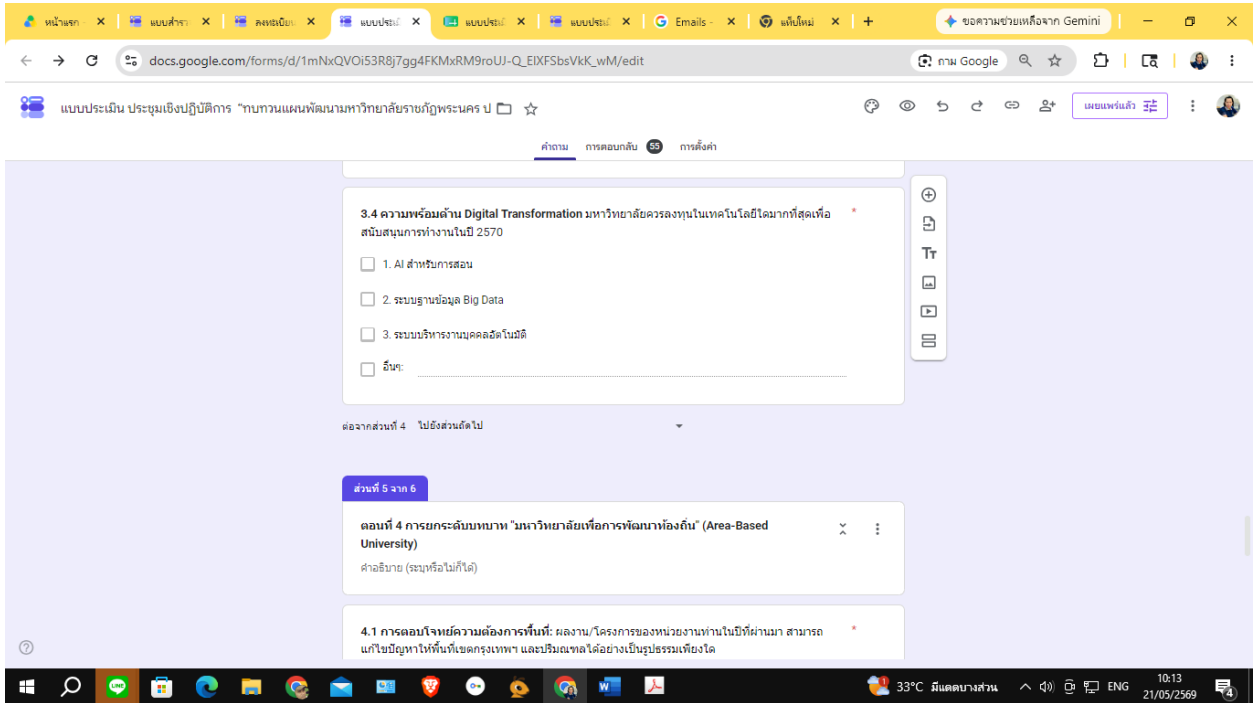 หน้าแรก -
แบบสำรว
ลงทะเบียน
แบบประเมิ
แบบประเมิ
แบบประเมิ
Emails -
แท็บใหม่
ขอความช่วยเหลือจาก Gemini
docs.google.com/forms/d/1mNxQVOi53R8j7gg4FKMxRM9roUJ-Q_ElXFSbsVkK_wM/edit
ถาม Google
แบบประเมิน ประชุมเชิงปฏิบัติการ "ทบทวนแผนพัฒนามหาวิทยาลัยราชภัฏพระนคร ป
เผยแพร่แล้ว
คำถาม การตอบกลับ 55 การตั้งค่า
3.4 ความพร้อมด้าน Digital Transformation มหาวิทยาลัยควรลงทุนในเทคโนโลยีใดมากที่สุดเพื่อ *
สนับสนุนการทำงานในปี 2570
1. AI สำหรับการสอน
2. ระบบฐานข้อมูล Big Data
3. ระบบบริหารงานบุคคลอัตโนมัติ
อื่นๆ:
ต่อจากส่วนที่ 4 ไปยังส่วนถัดไป
ส่วนที่ 5 จาก 6
ตอนที่ 4 การยกระดับบทบาท "มหาวิทยาลัยเพื่อการพัฒนาท้องถิ่น" (Area-Based
University)
คำอธิบาย (ระบุหรือไม่ก็ได้)
4.1 การตอบโจทย์ความต้องการพื้นที่: ผลงาน/โครงการของหน่วยงานท่านในปีที่ผ่านมา สามารถ *
แก้ไขปัญหาให้พื้นที่เขตกรุงเทพฯ และปริมณฑลได้อย่างเป็นรูปธรรมเพียงใด
33°C มีแดดบางส่วน
ENG
10:13
21/05/2569
4